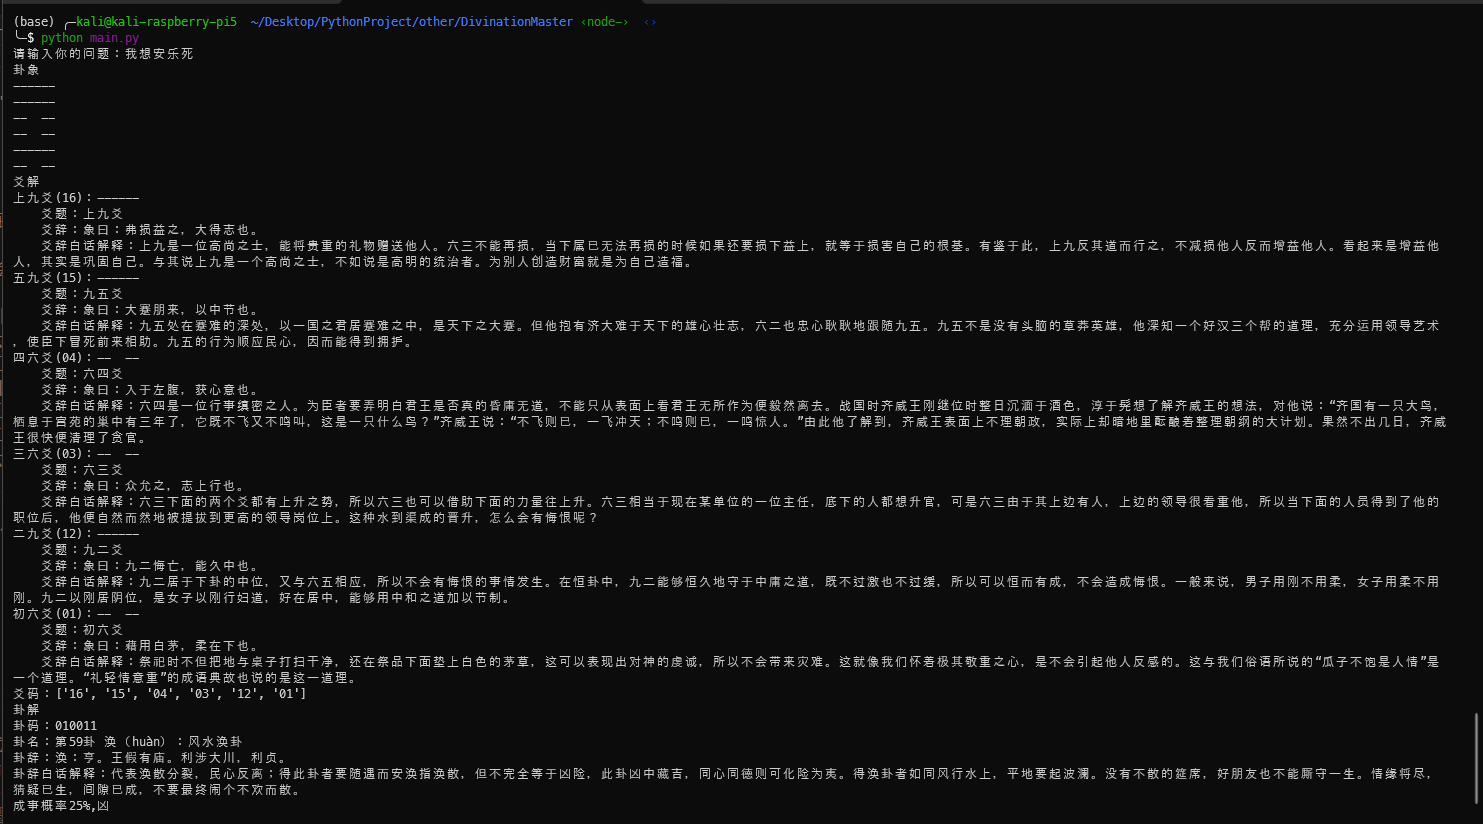 (base) ╭─kali@kali-raspberry-pi5 ~/Desktop/PythonProject/other/DivinationMaster ‹node-› ‹›
╰─$ python main.py
请输入你的问题：我想安乐死
卦象
——————
——————
—— ——
—— ——
——————
—— ——
爻解
上九爻(16)：——————
爻题：上九爻
爻辞：象曰：弗损益之，大得志也。
爻辞白话解释：上九是一位高尚之士，能将贵重的礼物赠送他人。六三不能再损，当下属已无法再损的时候如果还要损下益上，就等于损害自己的根基。有鉴于此，上九反其道而行之，不减损他人反而增益他人。看起来是增益他
人，其实是巩固自己。与其说上九是一个高尚之士，不如说是高明的统治者。为别人创造财富就是为自己造福。
五九爻(15)：——————
爻题：九五爻
爻辞：象曰：大蹇朋来，以中节也。
爻辞白话解释：九五处在蹇难的深处，以一国之君居蹇难之中，是天下之大蹇。但他抱有济大难于天下的雄心壮志，六二也忠心耿耿地跟随九五。九五不是没有头脑的草莽英雄，他深知一个好汉三个帮的道理，充分运用领导艺术
，使臣下冒死前来相助。九五的行为顺应民心，因而能得到拥护。
四六爻(04)：—— ——
爻题：六四爻
爻辞：象曰：入于左腹，获心意也。
爻辞白话解释：六四是一位行事缜密之人。为臣者要弄明白君王是否真的昏庸无道，不能只从表面上看君王无所作为便毅然离去。战国时齐威王刚继位时整日沉湎于酒色，淳于髡想了解齐威王的想法，对他说：“齐国有一只大鸟，
栖息于宫苑的巢中有三年了，它既不飞又不鸣叫，这是一只什么鸟？”齐威王说：“不飞则已，一飞冲天；不鸣则已，一鸣惊人。”由此他了解到，齐威王表面上不理朝政，实际上却暗地里酝酿着整理朝纲的大计划。果然不出几日，齐威
王很快便清理了贪官。
三六爻(03)：—— ——
爻题：六三爻
爻辞：象曰：众允之，志上行也。
爻辞白话解释：六三下面的两个爻都有上升之势，所以六三也可以借助下面的力量往上升。六三相当于现在某单位的一位主任，底下的人都想升官，可是六三由于其上边有人，上边的领导很看重他，所以当下面的人员得到了他的
职位后，他便自然而然地被提拔到更高的领导岗位上。这种水到渠成的晋升，怎么会有悔恨呢？
二九爻(12)：——————
爻题：九二爻
爻辞：象曰：九二悔亡，能久中也。
爻辞白话解释：九二居于下卦的中位，又与六五相应，所以不会有悔恨的事情发生。在恒卦中，九二能够恒久地守于中庸之道，既不过激也不过缓，所以可以恒而有成，不会造成悔恨。一般来说，男子用刚不用柔，女子用柔不用
刚。九二以刚居阴位，是女子以刚行妇道，好在居中，能够用中和之道加以节制。
初六爻(01)：—— ——
爻题：初六爻
爻辞：象曰：藉用白茅，柔在下也。
爻辞白话解释：祭祀时不但把地与桌子打扫干净，还在祭品下面垫上白色的茅草，这可以表现出对神的虔诚，所以不会带来灾难。这就像我们怀着极其敬重之心，是不会引起他人反感的。这与我们俗语所说的“瓜子不饱是人情”是
一个道理。“礼轻情意重”的成语典故也说的是这一道理。
爻码：['16', '15', '04', '03', '12', '01']
卦解
卦码：010011
卦名：第59卦 涣（huàn）：风水涣卦
卦辞：涣：亨。王假有庙。利涉大川，利贞。
卦辞白话解释：代表涣散分裂，民心反离；得此卦者要随遇而安涣指涣散，但不完全等于凶险，此卦凶中藏吉，同心同德则可化险为夷。得涣卦者如同风行水上，平地要起波澜。没有不散的筵席，好朋友也不能厮守一生。情缘将尽，
猜疑已生，间隙已成，不要最终闹个不欢而散。
成事概率25%,凶